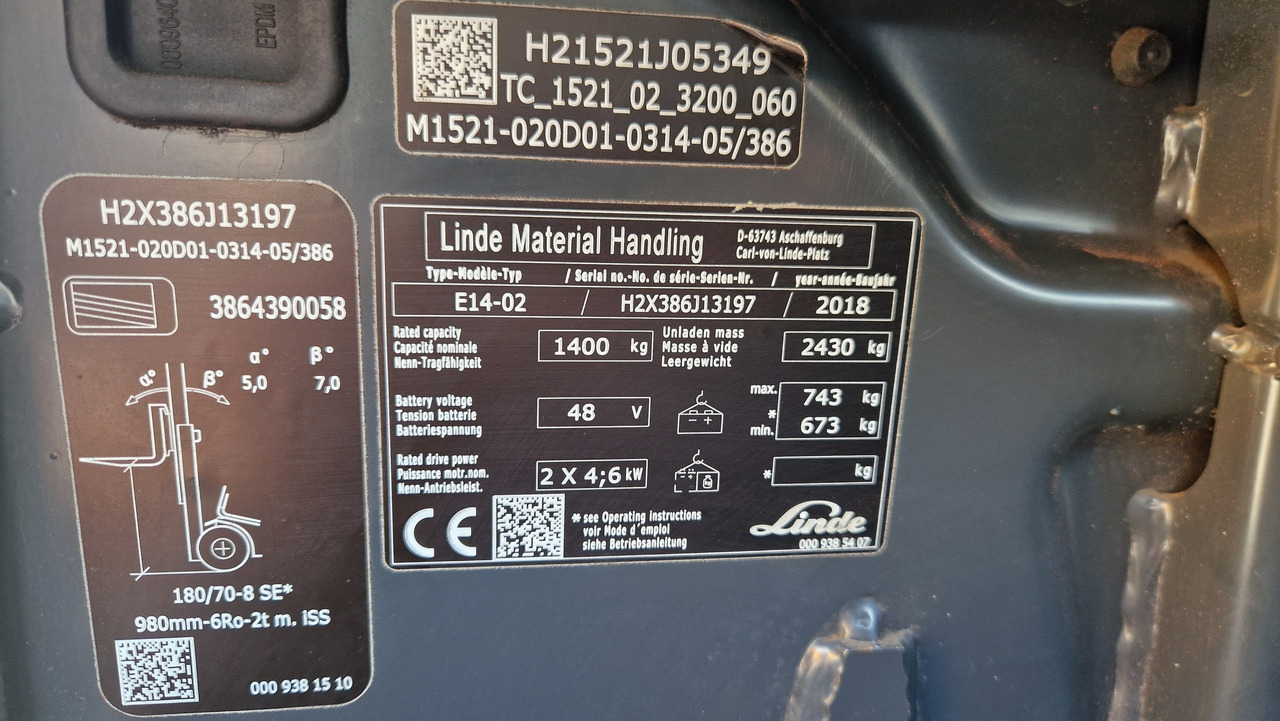 000964
EPDM
H21521J05349
TC_1521_02_3200_060
M1521-020D01-0314-05/386
H2X386J13197
M1521-020D01-0314-05/386
3864390058
α° β°
5,0 7,0
α° β°
180/70-8 SE*
980mm-6Ro-2t m. iSS
000 938 15 10
Linde Material Handling
D-63743 Aschaffenburg
Carl-von-Linde-Platz
Type-Modèle-Typ / Serial no.-No. de série-Serien-Nr. / year-année-Baujahr
E14-02 / H2X386J13197 / 2018
Rated capacity
Capacité nominale
Nenn-Tragfähigkeit
1400 kg
Unladen mass
Masse à vide
Leergewicht
2430 kg
Battery voltage
Tension batterie
Batteriespannung
48 V
- +
max. 743 kg
*
min. 673 kg
Rated drive power
Puissance motr.nom.
Nenn-Antriebsleist.
2 X 4;6 kW
- +
kg
* kg
CE
* see Operating instructions
voir Mode d'emploi
siehe Betriebsanleitung
Linde
000 938 54 07